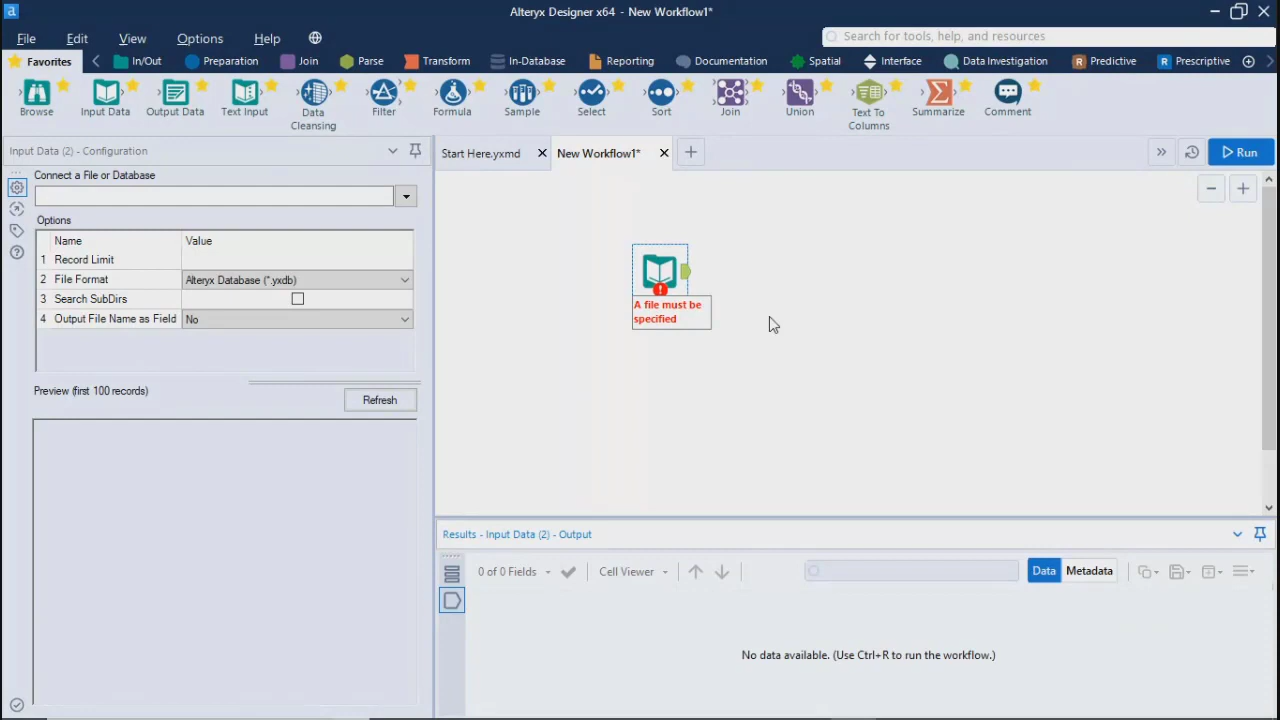 Alteryx Designer x64 - New Workflow1*
File Edit View Options Help
Search for tools, help, and resources
Favorites In/Out Preparation Join Parse Transform In-Database Reporting Documentation Spatial Interface Data Investigation Predictive Prescriptive
Browse Input Data Output Data Text Input Data Cleansing Filter Formula Sample Select Sort Join Union Text To Columns Summarize Comment
Input Data (2) - Configuration
Start Here.yxmd
New Workflow1*
Run
Connect a File or Database
Options
Name Value
1 Record Limit
2 File Format Alteryx Database (*.yxdb)
3 Search SubDirs
4 Output File Name as Field No
Preview (first 100 records)
Refresh
A file must be
specified
Results - Input Data (2) - Output
0 of 0 Fields Cell Viewer Data Metadata
No data available. (Use Ctrl+R to run the workflow.)